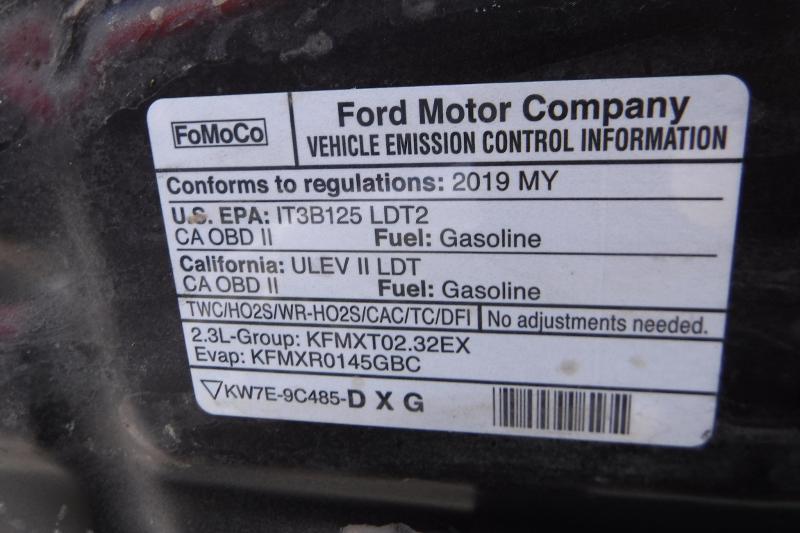 FoMoCo
Ford Motor Company
VEHICLE EMISSION CONTROL INFORMATION
Conforms to regulations: 2019 MY
U.S. EPA: IT3B125 LDT2
CA OBD II Fuel: Gasoline
California: ULEV II LDT
CA OBD II Fuel: Gasoline
TWC/HO2S/WR-HO2S/CAC/TC/DFI No adjustments needed.
2.3L-Group: KFMXT02.32EX
Evap: KFMXR0145GBC
KW7E-9C485-D X G